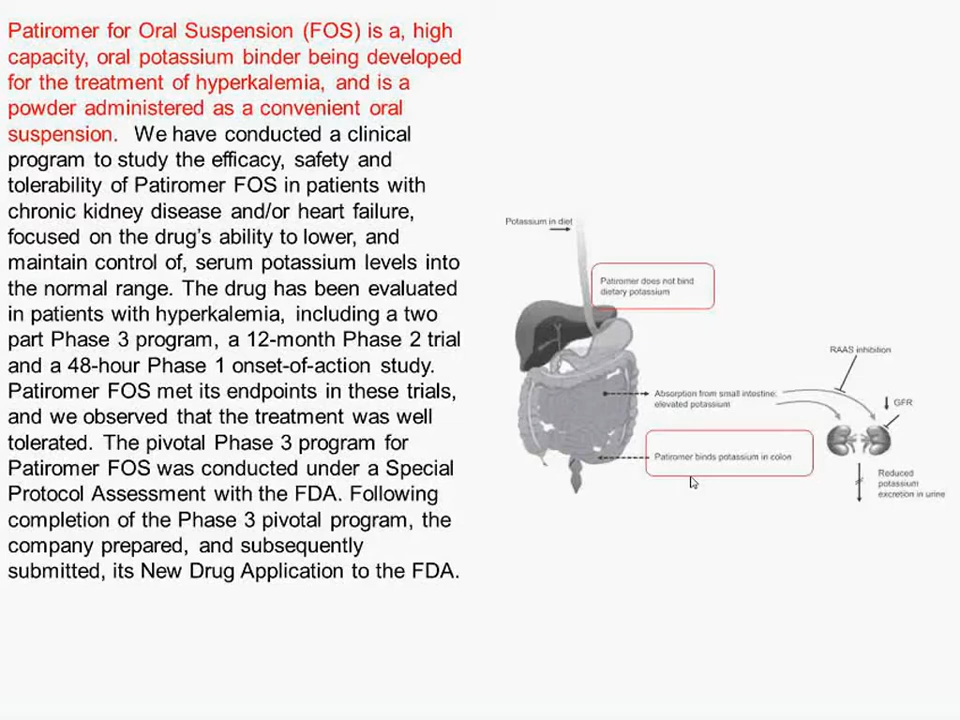 Patiromer for Oral Suspension (FOS) is a, high
capacity, oral potassium binder being developed
for the treatment of hyperkalemia, and is a
powder administered as a convenient oral
suspension. We have conducted a clinical
program to study the efficacy, safety and
tolerability of Patiromer FOS in patients with
chronic kidney disease and/or heart failure,
focused on the drug's ability to lower, and
maintain control of, serum potassium levels into
the normal range. The drug has been evaluated
in patients with hyperkalemia, including a two
part Phase 3 program, a 12-month Phase 2 trial
and a 48-hour Phase 1 onset-of-action study.
Patiromer FOS met its endpoints in these trials,
and we observed that the treatment was well
tolerated. The pivotal Phase 3 program for
Patiromer FOS was conducted under a Special
Protocol Assessment with the FDA. Following
completion of the Phase 3 pivotal program, the
company prepared, and subsequently
submitted, its New Drug Application to the FDA.
Potassium in diet
Patiromer does not bind
dietary potassium
RAAS inhibition
Absorption from small intestine:
elevated potassium
GFR
Patiromer binds potassium in colon
Reduced
potassium
excretion in urine